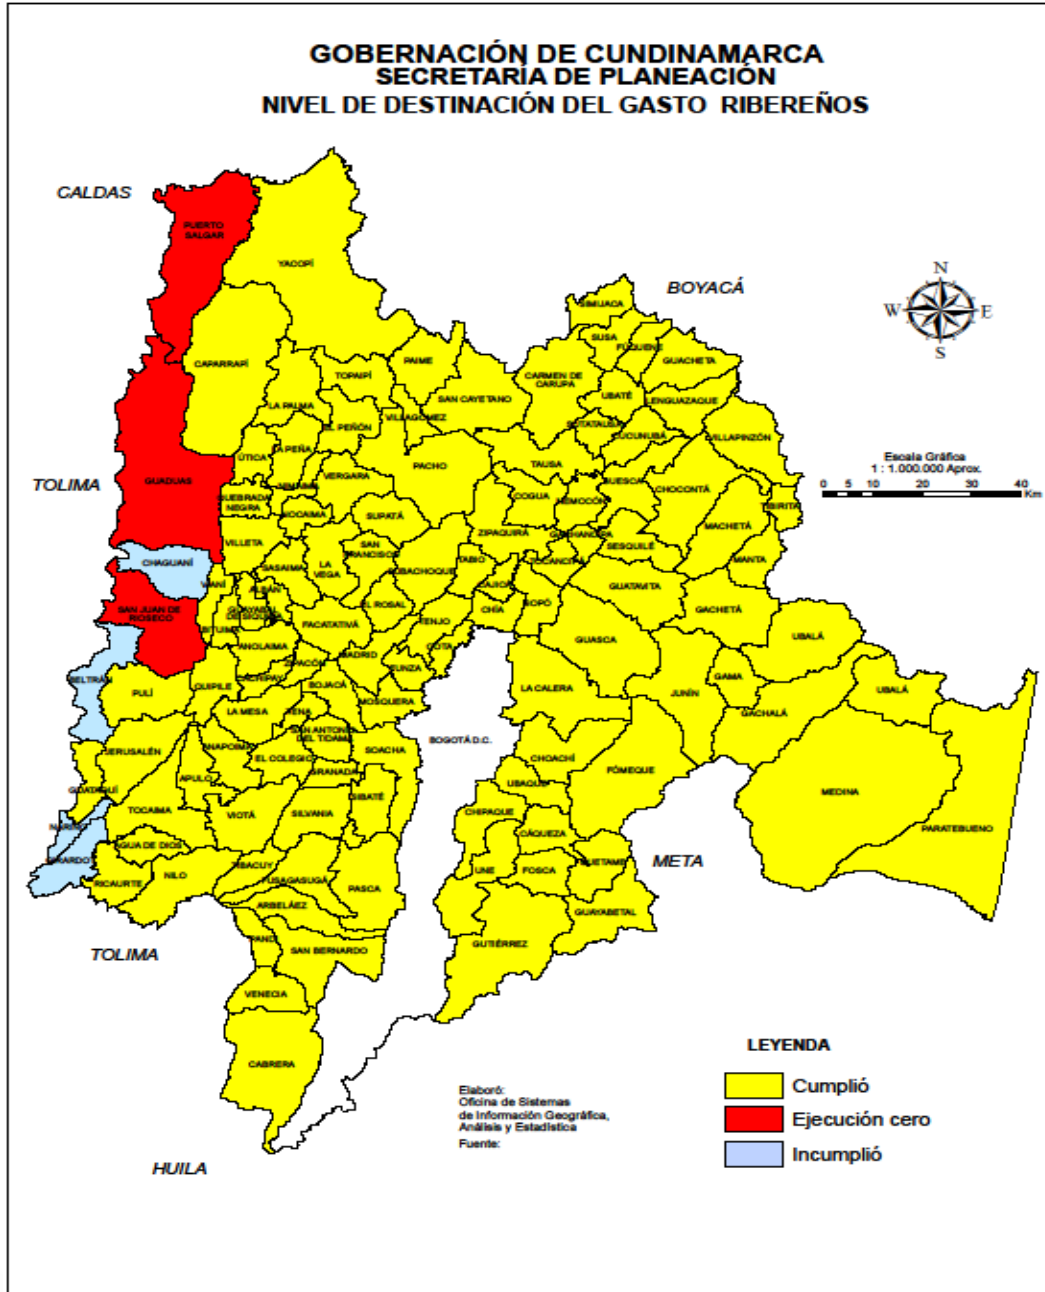 GOBERNACIÓN DE CUNDINAMARCA
SECRETARÍA DE PLANEACIÓN
NIVEL DE DESTINACIÓN DEL GASTO RIBEREÑOS
CALDAS
PUERTO
SALGAR
YACOPÍ
BOYACÁ
N
W
E
S
SIMIJACA
SUSA
FÚQUENE
GUACHETA
CAPARRAPÍ
TOPAIPÍ
PAIME
CARMEN DE
CARUPA
SAN CAYETANO
UBATÉ
LENGUAZAQUE
LA PALMA
EL PEÑÓN
VILLAGOMEZ
SUTATAUSA
CUCUNUBÁ
VILLAPINZÓN
ÚTICA
LA PEÑA
VERGARA
PACHO
TAUSA
Escala Gráfica
1 : 1.000.000 Aprox.
0 5 10 20 30 40
Km
TOLIMA
GUADUAS
QUEBRADA
NEGRA
NOCAIMA
SUPATÁ
COGUA
NEMOCÓN
SUESCA
CHOCONTÁ
TIBIRITA
MACHETÁ
VILLETA
SAN
FRANCISCO
ZIPAQUIRÁ
GACHANCIPA
SESQUILÉ
MANTA
CHAGUANÍ
SASAIMA
LA
VEGA
SUBACHOQUE
TABIO
TOCANCIPÁ
CAJICÁ
GUATAVITA
VIANÍ
ALBÁN
EL ROSAL
CHÍA
SOPÓ
GACHETÁ
SAN JUAN DE
RIOSECO
GUAYABAL
DE SIQUIMA
FACATATIVÁ
TENJO
BITUIMA
ANOLAIMA
COTA
GUASCA
UBALÁ
ZIPACÓN
MADRID
FUNZA
BELTRÁN
PULÍ
QUIPILE
CACHIPAY
BOJACÁ
MOSQUERA
LA CALERA
JUNÍN
GAMA
UBALÁ
LA MESA
TENA
GACHALÁ
SAN ANTONIO
DEL TIDAMA
SOACHA
BOGOTÁ D.C.
JERUSALÉN
ANAPOIMA
EL COLEGIO
CHOACHÍ
GRANADA
FÓMEQUE
APULO
UBAQUE
GUATAQUÍ
SIBATÉ
MEDINA
TOCAIMA
VIOTÁ
SILVANIA
CHIPAQUE
NARIÑO
CÁQUEZA
PARATEBUENO
AGUA DE DIOS
GIRARDOT
TIBACUY
QUETAME
META
RICAURTE
NILO
FUSAGASUGÁ
PASCA
UNE
FOSCA
ARBELÁEZ
GUAYABETAL
TOLIMA
PANDI
SAN BERNARDO
GUTIÉRREZ
VENECIA
CABRERA
LEYENDA
Cumplió
Ejecución cero
Incumplió
Elaboró:
Oficina de Sistemas
de Información Geográfica,
Análisis y Estadística
Fuente:
HUILA